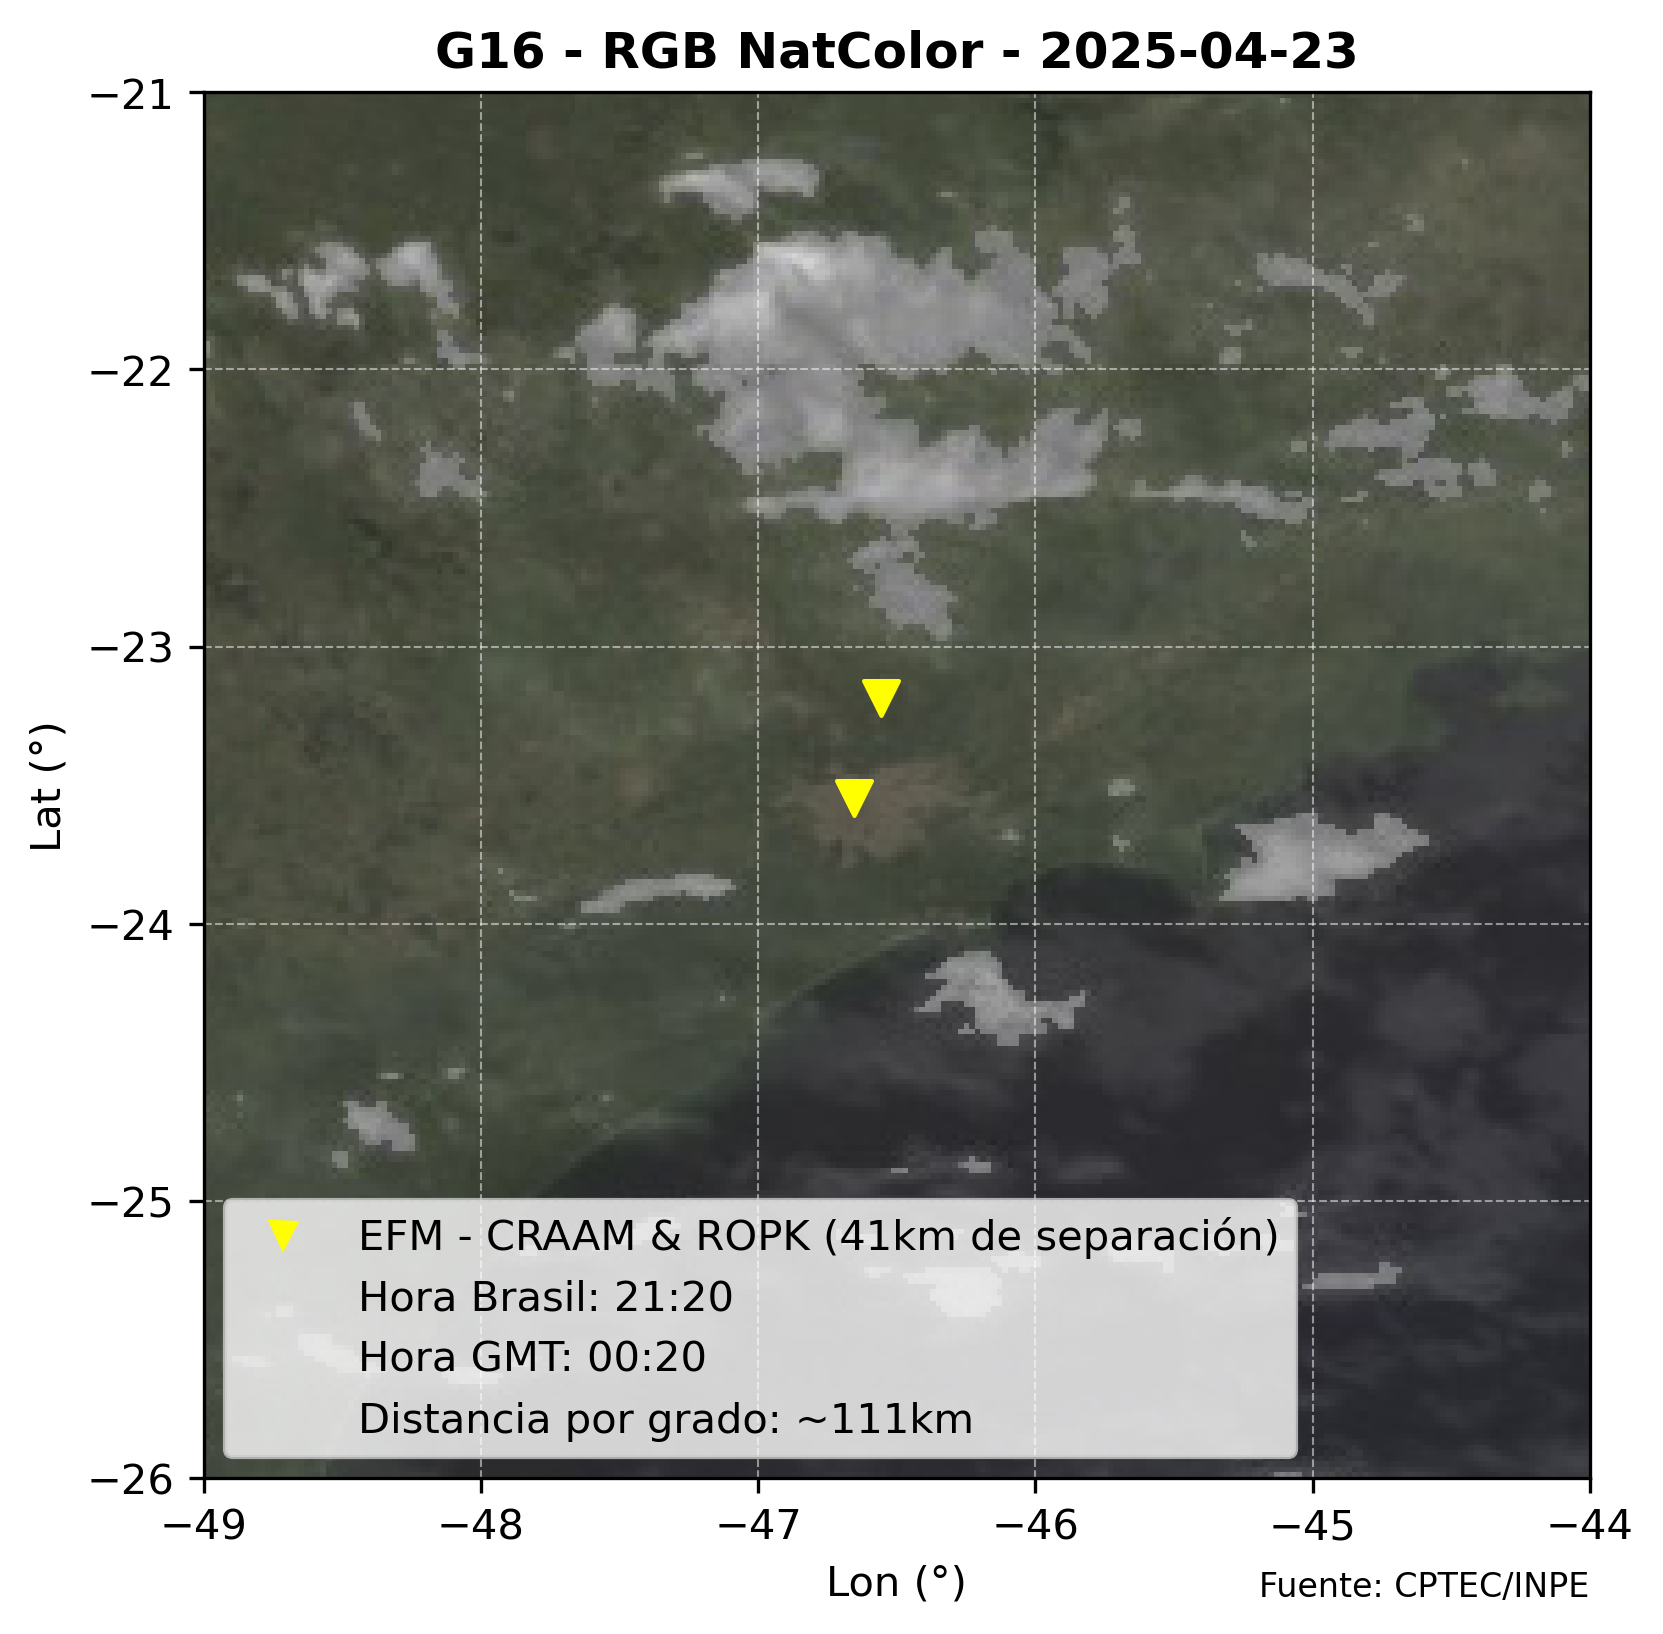 G16 - RGB NatColor - 2025-04-23
−21
−22
−23
−24
−25
−26
Lat (°)
EFM - CRAAM & ROPK (41km de separación)
Hora Brasil: 21:20
Hora GMT: 00:20
Distancia por grado: ~111km
−49 −48 −47 −46 −45 −44
Lon (°)
Fuente: CPTEC/INPE